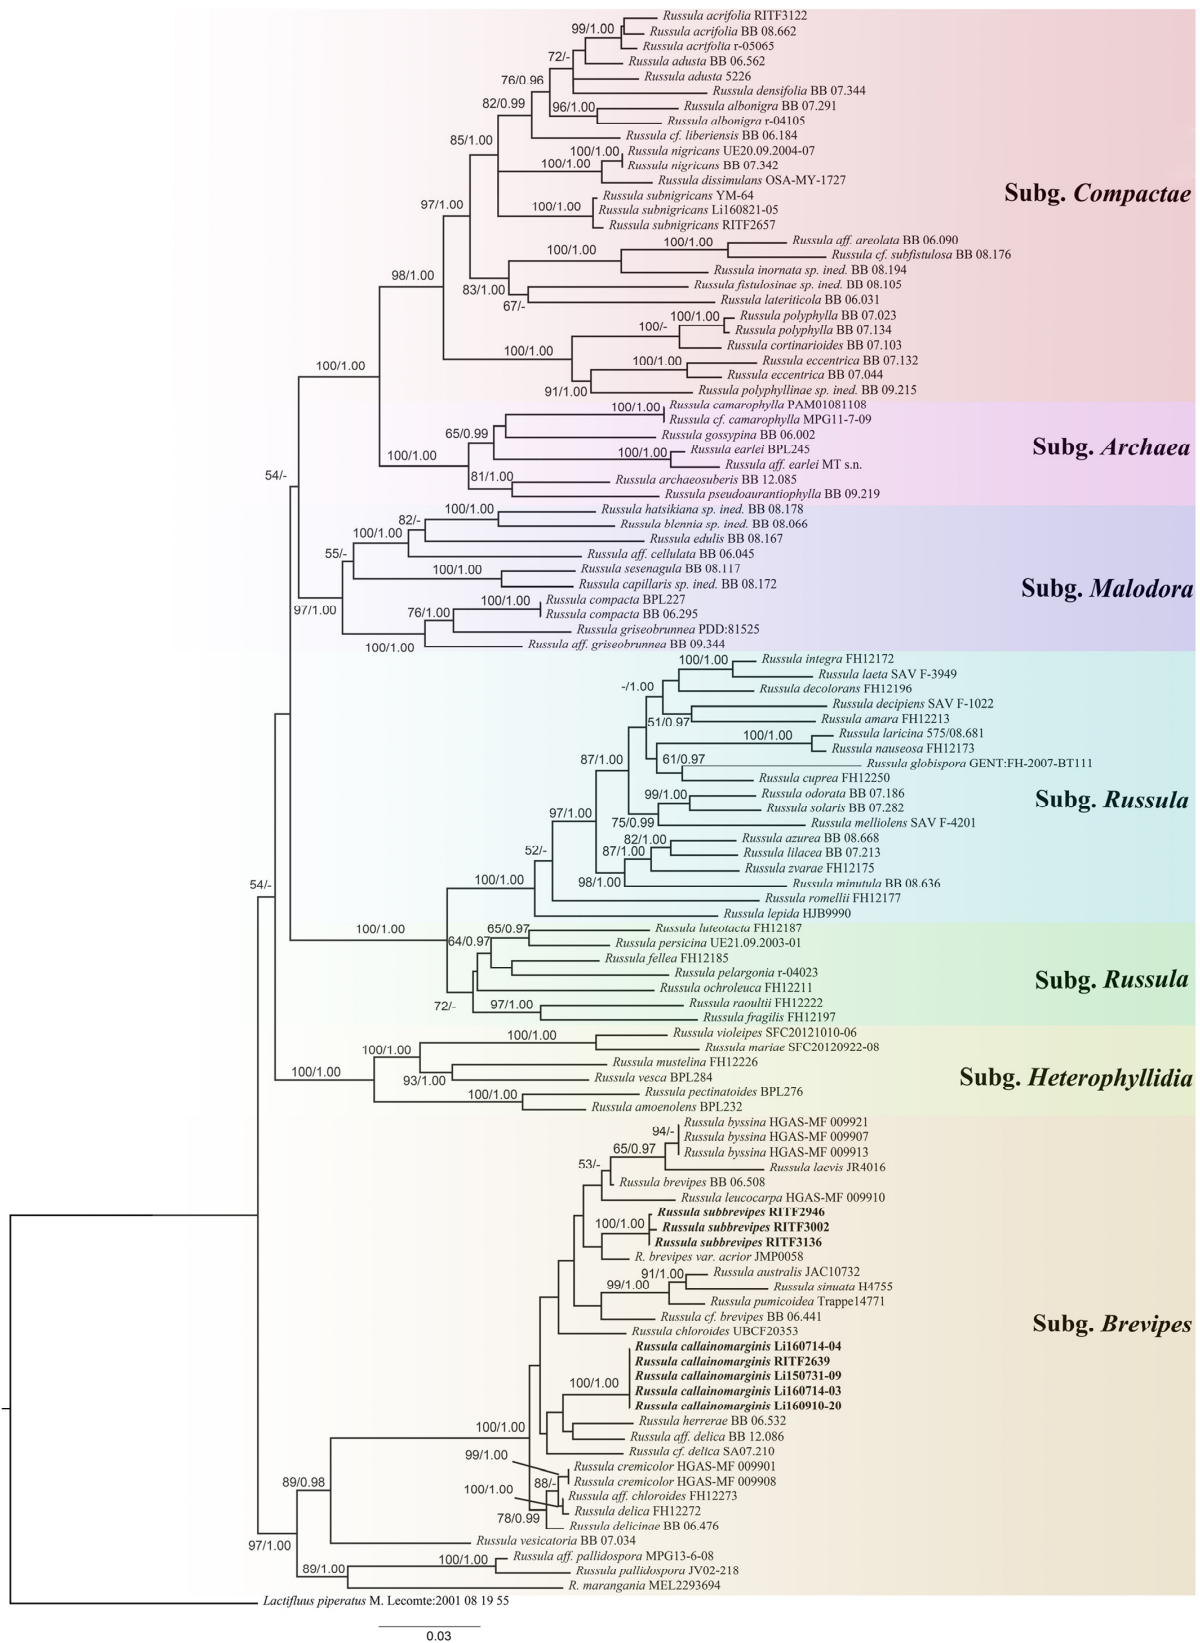 Russula acrifolia RITF3122
99/1.00
Russula acrifolia BB 08.662
Russula acrifolia r-05065
72/-
Russula adusta BB 06.562
Russula adusta 5226
76/0.96
Russula densifolia BB 07.344
82/0.99
96/1.00
Russula albonigra BB 07.291
Russula albonigra r-04105
Russula cf. liberiensis BB 06.184
85/1.00
100/1.00
Russula nigricans UE20.09.2004-07
100/1.00
Russula nigricans BB 07.342
Russula dissimulans OSA-MY-1727
Subg. Compactae
Russula subnigricans YM-64
97/1.00
100/1.00
Russula subnigricans Li160821-05
Russula subnigricans RITF2657
100/1.00
100/1.00
Russula aff. areolata BB 06.090
Russula cf. subfistulosa BB 08.176
98/1.00
Russula inornata sp. ined. BB 08.194
83/1.00
Russula fistulosinae sp. ined. BB 08.105
67/-
Russula lateriticola BB 06.031
100/1.00
Russula polyphylla BB 07.023
100/-
Russula polyphylla BB 07.134
Russula cortinarioides BB 07.103
100/1.00
100/1.00
Russula eccentrica BB 07.132
100/1.00
Russula eccentrica BB 07.044
91/1.00
Russula polyphyllinae sp. ined. BB 09.215
100/1.00
Russula camarophylla PAM01081108
Russula cf. camarophylla MPG11-7-09
65/0.99
Russula gossypina BB 06.002
Subg. Archaea
100/1.00
100/1.00
Russula earlei BPL245
Russula aff. earlei MT s.n.
54/-
81/1.00
Russula archaeosuberis BB 12.085
Russula pseudoaurantiophylla BB 09.219
100/1.00
Russula hatsikiana sp. ined. BB 08.178
82/-
Russula blennia sp. ined. BB 08.066
100/1.00
Russula edulis BB 08.167
55/-
Russula aff. cellulata BB 06.045
100/1.00
Russula sesenagula BB 08.117
Russula capillaris sp. ined. BB 08.172
Subg. Malodora
100/1.00
Russula compacta BPL227
97/1.00
76/1.00
Russula compacta BB 06.295
Russula griseobrunnea PDD:81525
100/1.00
Russula aff. griseobrunnea BB 09.344
100/1.00
Russula integra FH12172
Russula laeta SAV F-3949
-/1.00
Russula decolorans FH12196
Russula decipiens SAV F-1022
51/0.97
Russula amara FH12213
100/1.00
Russula laricina 575/08.681
Russula nauseosa FH12173
87/1.00
61/0.97
Russula globispora GENT:FH-2007-BT111
Russula cuprea FH12250
99/1.00
Russula odorata BB 07.186
Subg. Russula
Russula solaris BB 07.282
97/1.00
75/0.99
Russula melliolens SAV F-4201
82/1.00
Russula azurea BB 08.668
52/-
87/1.00
Russula lilacea BB 07.213
Russula zvarae FH12175
100/1.00
98/1.00
Russula minutula BB 08.636
54/-
Russula romellii FH12177
Russula lepida HJB9990
100/1.00
65/0.97
Russula luteotacta FH12187
64/0.97
Russula persicina UE21.09.2003-01
Russula fellea FH12185
Russula pelargonia r-04023
Subg. Russula
Russula ochroleuca FH12211
72/-
97/1.00
Russula raoultii FH12222
Russula fragilis FH12197
100/1.00
Russula violeipes SFC20121010-06
100/1.00
Russula mariae SFC20120922-08
Russula mustelina FH12226
100/1.00
93/1.00
Russula vesca BPL284
Subg. Heterophyllidia
100/1.00
Russula pectinatoides BPL276
Russula amoenolens BPL232
Russula byssina HGAS-MF 009921
94/-
Russula byssina HGAS-MF 009907
65/0.97
Russula byssina HGAS-MF 009913
53/-
Russula laevis JR4016
Russula brevipes BB 06.508
Russula leucocarpa HGAS-MF 009910
Russula subbrevipes RITF2946
100/1.00
Russula subbrevipes RITF3002
Russula subbrevipes RITF3136
R. brevipes var. acrior JMP0058
91/1.00
Russula australis JAC10732
99/1.00
Russula sinuata H4755
Russula pumicoidea Trappe14771
Russula cf. brevipes BB 06.441
Subg. Brevipes
Russula chloroides UBCF20353
Russula callainomarginis Li160714-04
Russula callainomarginis RITF2639
100/1.00
Russula callainomarginis Li150731-09
Russula callainomarginis Li160714-03
Russula callainomarginis Li160910-20
100/1.00
Russula herrerae BB 06.532
Russula aff. delica BB 12.086
99/1.00
Russula cf. delica SA07.210
Russula cremicolor HGAS-MF 009901
89/0.98
88/-
Russula cremicolor HGAS-MF 009908
100/1.00
Russula aff. chloroides FH12273
Russula delica FH12272
78/0.99
Russula delicinae BB 06.476
97/1.00
Russula vesicatoria BB 07.034
100/1.00
Russula aff. pallidospora MPG13-6-08
89/1.00
Russula pallidospora JV02-218
R. marangania MEL2293694
Lactifluus piperatus M. Lecomte:2001 08 19 55
0.03